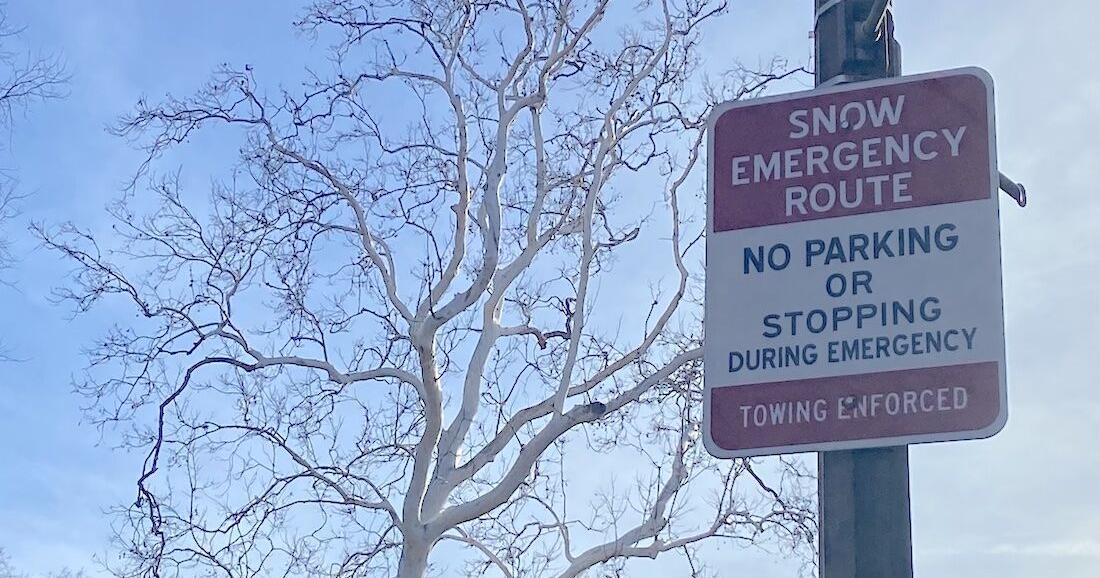 SNOW
EMERGENCY
ROUTE
NO PARKING
OR
STOPPING
DURING EMERGENCY
TOWING ENFORCED